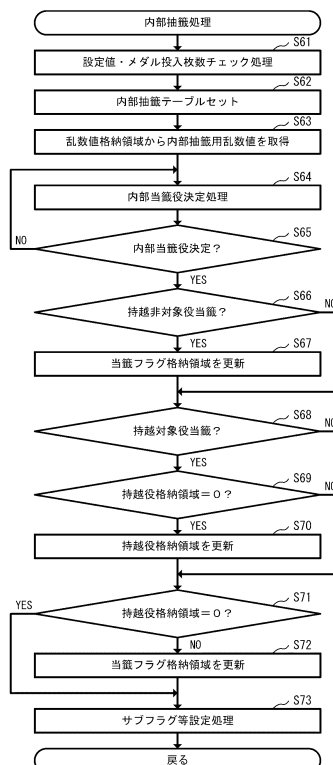 内部抽籤処理
S61
設定値・メダル投入枚数チェック処理
S62
内部抽籤テーブルセット
S63
乱数値格納領域から内部抽籤用乱数値を取得
S64
内部当籤役決定処理
S65
内部当籤役決定?
NO
YES
S66
持越非対象役当籤?
NO
YES
S67
当籤フラグ格納領域を更新
S68
持越対象役当籤?
NO
YES
S69
持越役格納領域=0?
NO
YES
S70
持越役格納領域を更新
S71
持越役格納領域=0?
YES
NO
S72
当籤フラグ格納領域を更新
S73
サブフラグ等設定処理
戻る